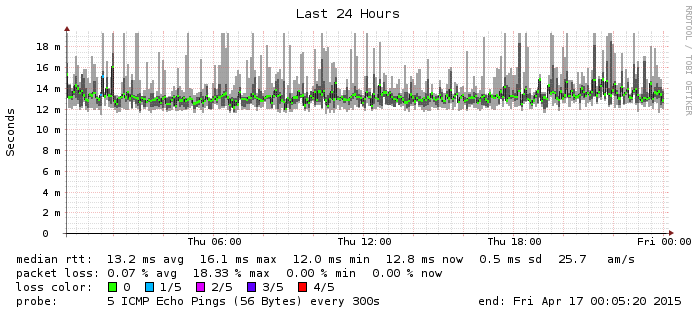 Last 24 Hours
RRDTOOL / TOBI OETIKER
Seconds
18 m
16 m
14 m
12 m
10 m
8 m
6 m
4 m
2 m
0
Thu 06:00 Thu 12:00 Thu 18:00 Fri 00:00
median rtt: 13.2 ms avg 16.1 ms max 12.0 ms min 12.8 ms now 0.5 ms sd 25.7 am/s
packet loss: 0.07 % avg 18.33 % max 0.00 % min 0.00 % now
loss color: 0 1/5 2/5 3/5 4/5
probe: 5 ICMP Echo Pings (56 Bytes) every 300s end: Fri Apr 17 00:05:20 2015